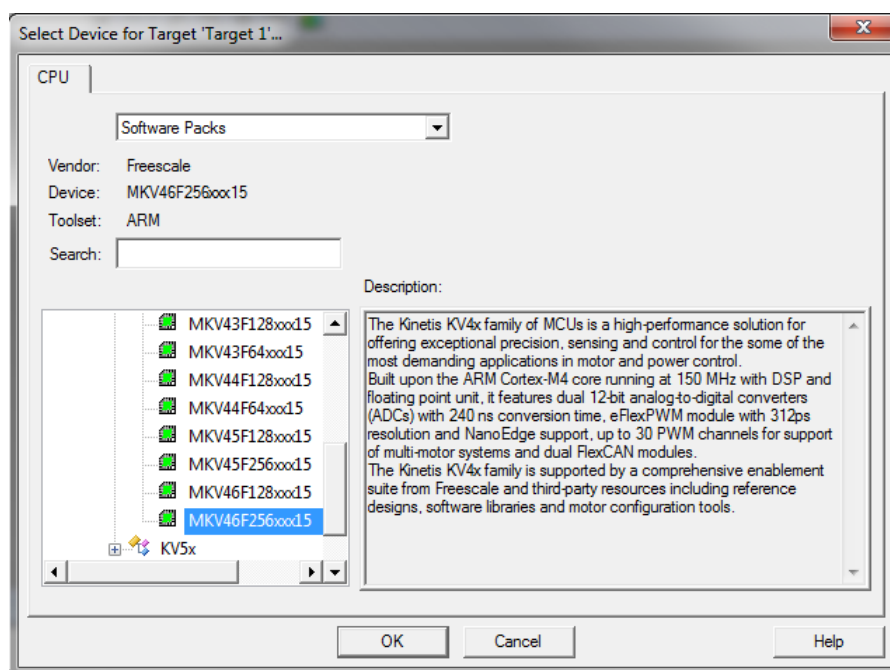 Select Device for Target 'Target 1'...
CPU
Software Packs
Vendor: Freescale
Device: MKV46F256xxx15
Toolset: ARM
Search:
Description:
MKV43F128xxx15
MKV43F64xxx15
MKV44F128xxx15
MKV44F64xxx15
MKV45F128xxx15
MKV45F256xxx15
MKV46F128xxx15
MKV46F256xxx15
KV5x
The Kinetis KV4x family of MCUs is a high-performance solution for
offering exceptional precision, sensing and control for the some of the
most demanding applications in motor and power control.
Built upon the ARM Cortex-M4 core running at 150 MHz with DSP and
floating point unit, it features dual 12-bit analog-to-digital converters
(ADCs) with 240 ns conversion time, eFlexPWM module with 312ps
resolution and NanoEdge support, up to 30 PWM channels for support
of multi-motor systems and dual FlexCAN modules.
The Kinetis KV4x family is supported by a comprehensive enablement
suite from Freescale and third-party resources including reference
designs, software libraries and motor configuration tools.
OK
Cancel
Help